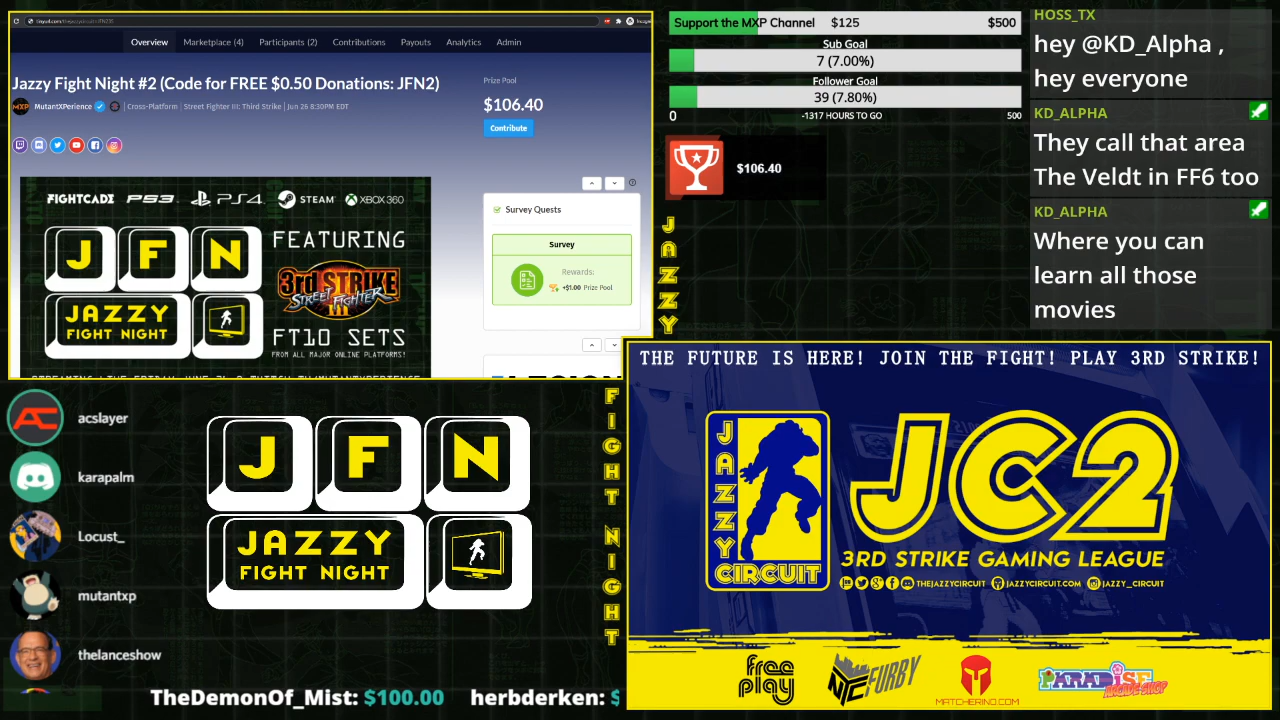 Overview Marketplace (4) Participants (2) Contributions Payouts Analytics Admin
Jazzy Fight Night #2 (Code for FREE $0.50 Donations: JFN2)
MXP MutantXPerience Cross-Platform | Street Fighter III: Third Strike | Jun 26 8:30PM EDT
Prize Pool
$106.40
Contribute
FIGHTCADE PS3 PS4 STEAM XBOX 360
J F N
JAZZY
FIGHT NIGHT
FEATURING
3rd STRIKE
STREET FIGHTER III
FT10 SETS
FROM ALL MAJOR ONLINE PLATFORMS!
Survey Quests
Survey
Rewards:
+$1.00 Prize Pool
Support the MXP Channel $125 $500
Sub Goal
7 (7.00%)
Follower Goal
39 (7.80%)
0 -1317 HOURS TO GO 500
$106.40
JAZZY
FIGHT NIGHT
HOSS_TX
hey @KD_Alpha ,
hey everyone
KD_ALPHA
They call that area
The Veldt in FF6 too
KD_ALPHA
Where you can
learn all those
movies
acslayer
karapalm
Locust_
mutantxp
thelanceshow
J F N
JAZZY
FIGHT NIGHT
TheDemonOf_Mist: $100.00 herbderken: $
THE FUTURE IS HERE! JOIN THE FIGHT! PLAY 3RD STRIKE!
JAZZY
CIRCUIT
JC2
3RD STRIKE GAMING LEAGUE
THEJAZZYCIRCUIT JAZZYCIRCUIT.COM JAZZY_CIRCUIT
free play
NYC FURBY
MATCHERINO.COM
PARADISE
ARCADE SHOP